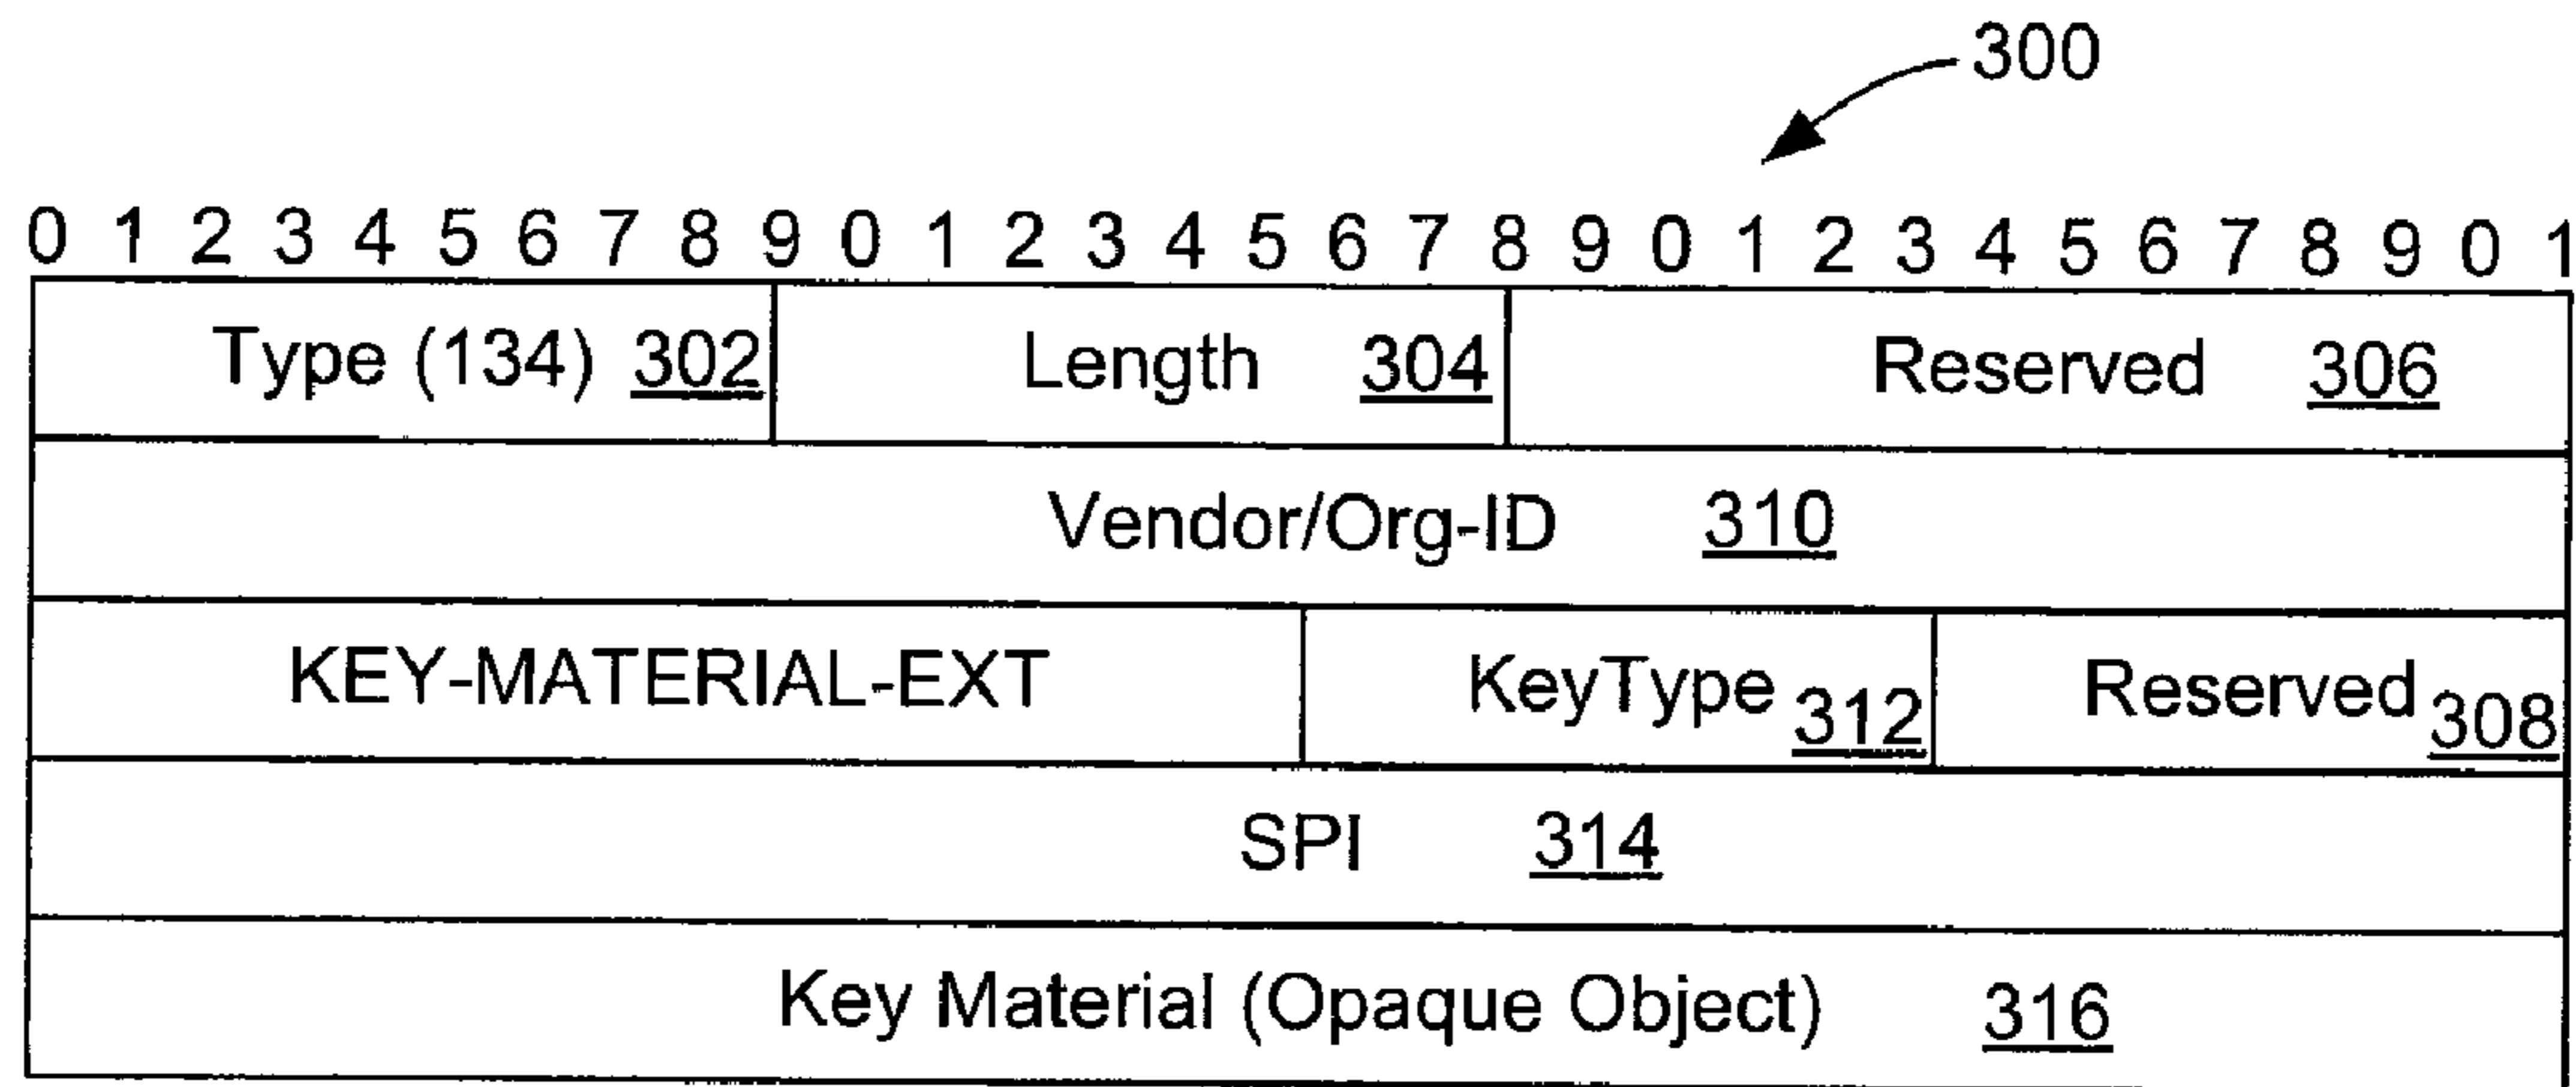 300
0 1 2 3 4 5 6 7 8 9 0 1 2 3 4 5 6 7 8 9 0 1 2 3 4 5 6 7 8 9 0 1
Type (134) 302 Length 304 Reserved 306
Vendor/Org-ID 310
KEY-MATERIAL-EXT KeyType 312 Reserved 308
SPI 314
Key Material (Opaque Object) 316